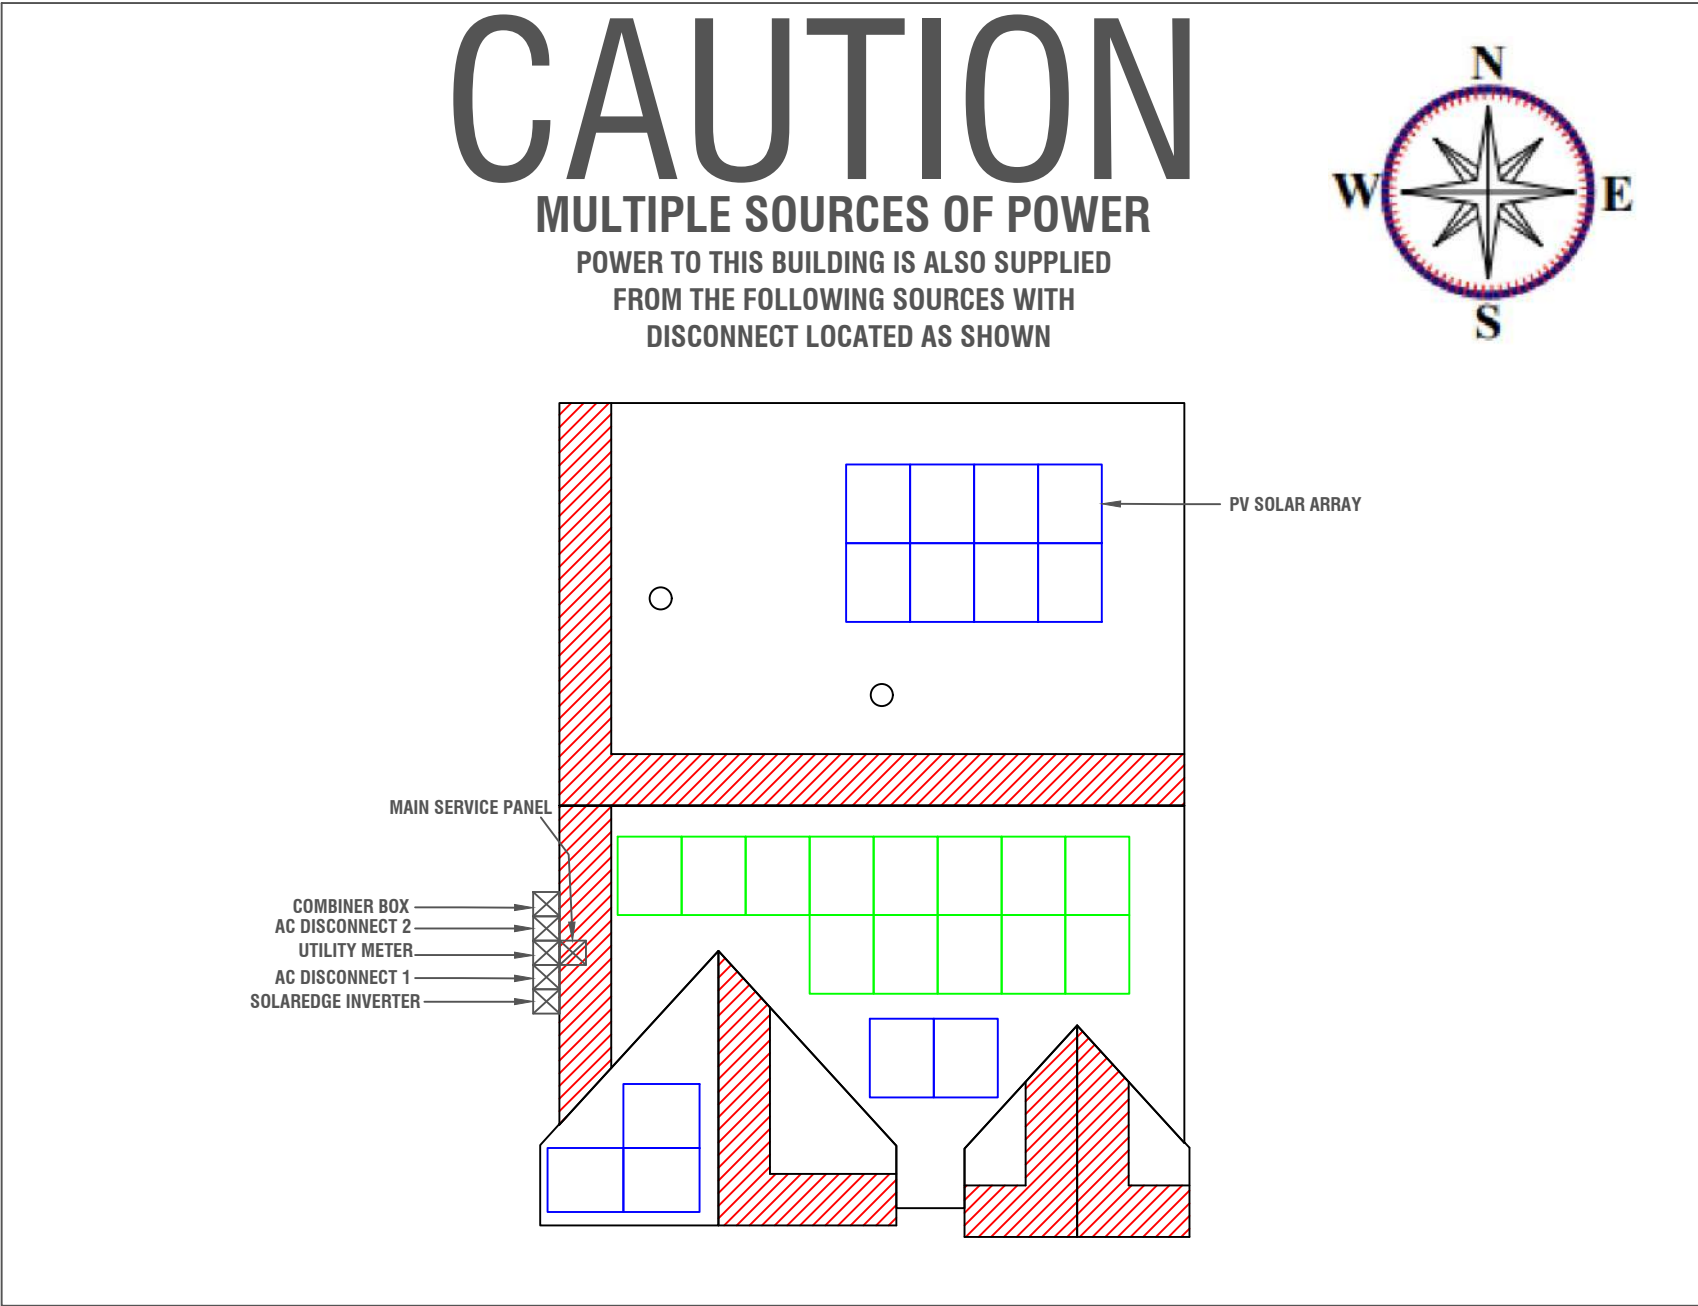 CAUTION
MULTIPLE SOURCES OF POWER
POWER TO THIS BUILDING IS ALSO SUPPLIED
FROM THE FOLLOWING SOURCES WITH
DISCONNECT LOCATED AS SHOWN
N
W
E
S
PV SOLAR ARRAY
MAIN SERVICE PANEL
COMBINER BOX
AC DISCONNECT 2
UTILITY METER
AC DISCONNECT 1
SOLAREDGE INVERTER